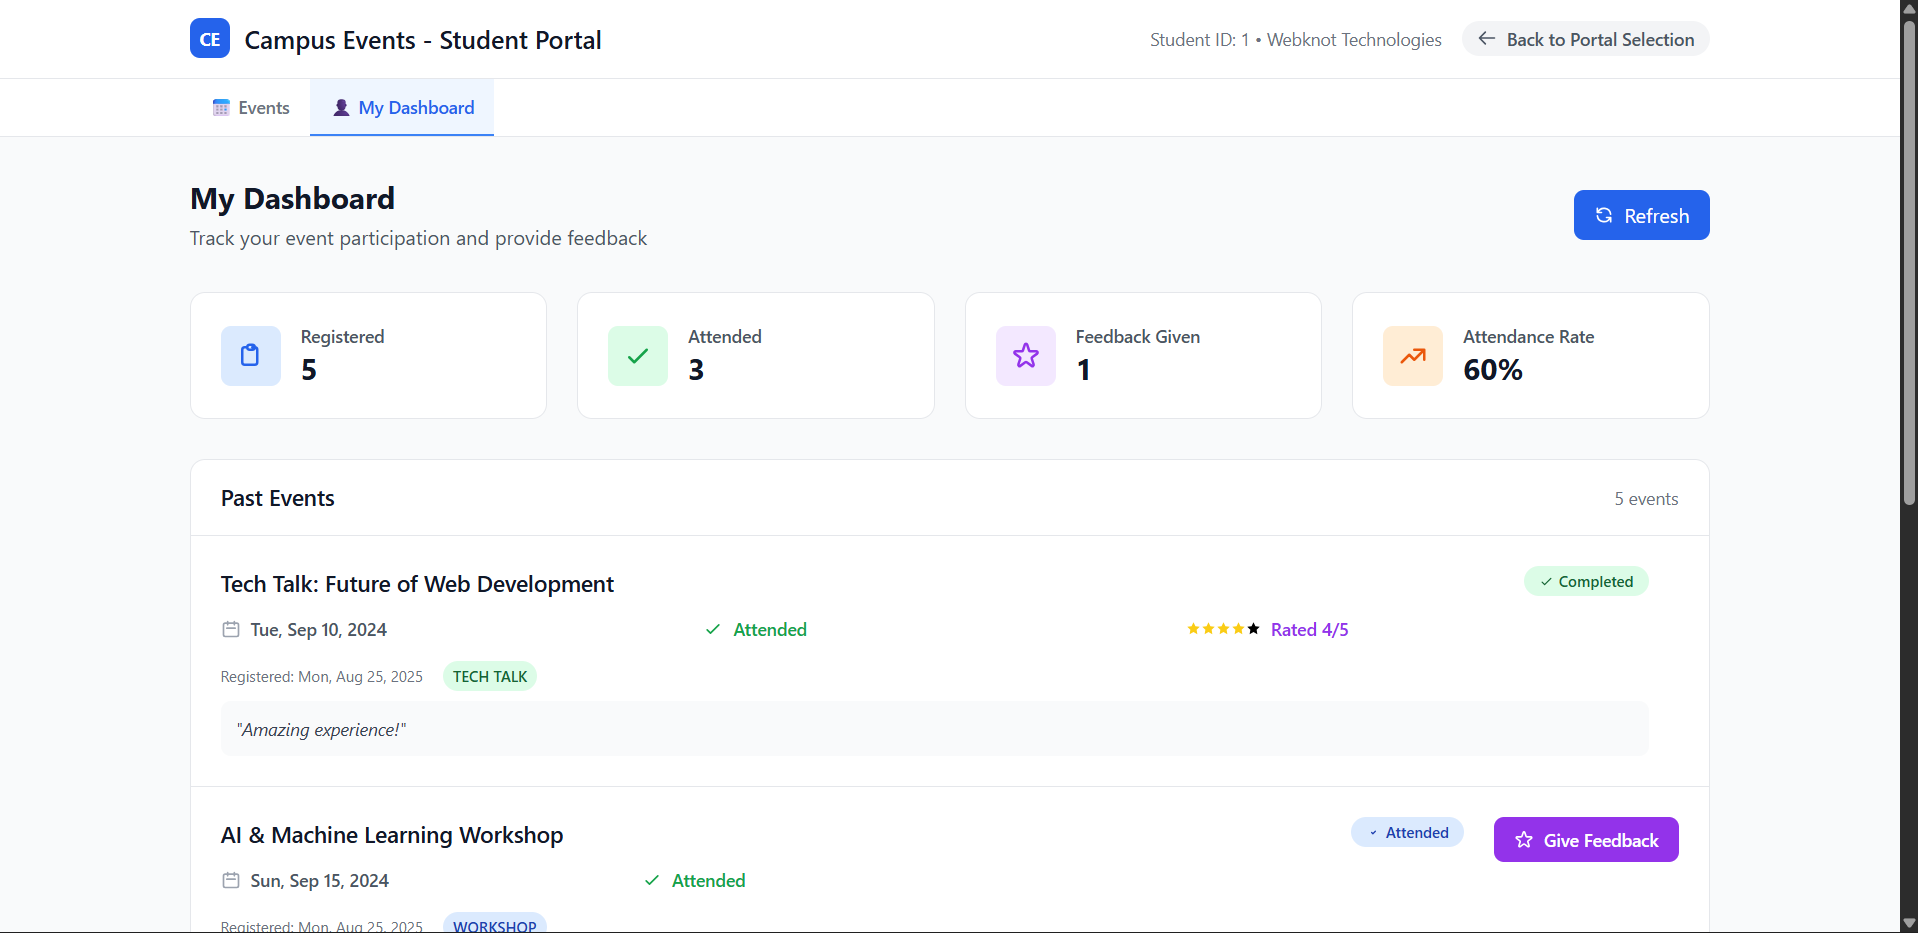 CE Campus Events - Student Portal
Student ID: 1 • Webknot Technologies
Back to Portal Selection
Events
My Dashboard
My Dashboard
Track your event participation and provide feedback
Refresh
Registered
5
Attended
3
Feedback Given
1
Attendance Rate
60%
Past Events
5 events
Tech Talk: Future of Web Development
Completed
Tue, Sep 10, 2024
Attended
Rated 4/5
Registered: Mon, Aug 25, 2025
TECH TALK
"Amazing experience!"
AI & Machine Learning Workshop
Attended
Give Feedback
Sun, Sep 15, 2024
Attended
Registered: Mon, Aug 25, 2025
WORKSHOP